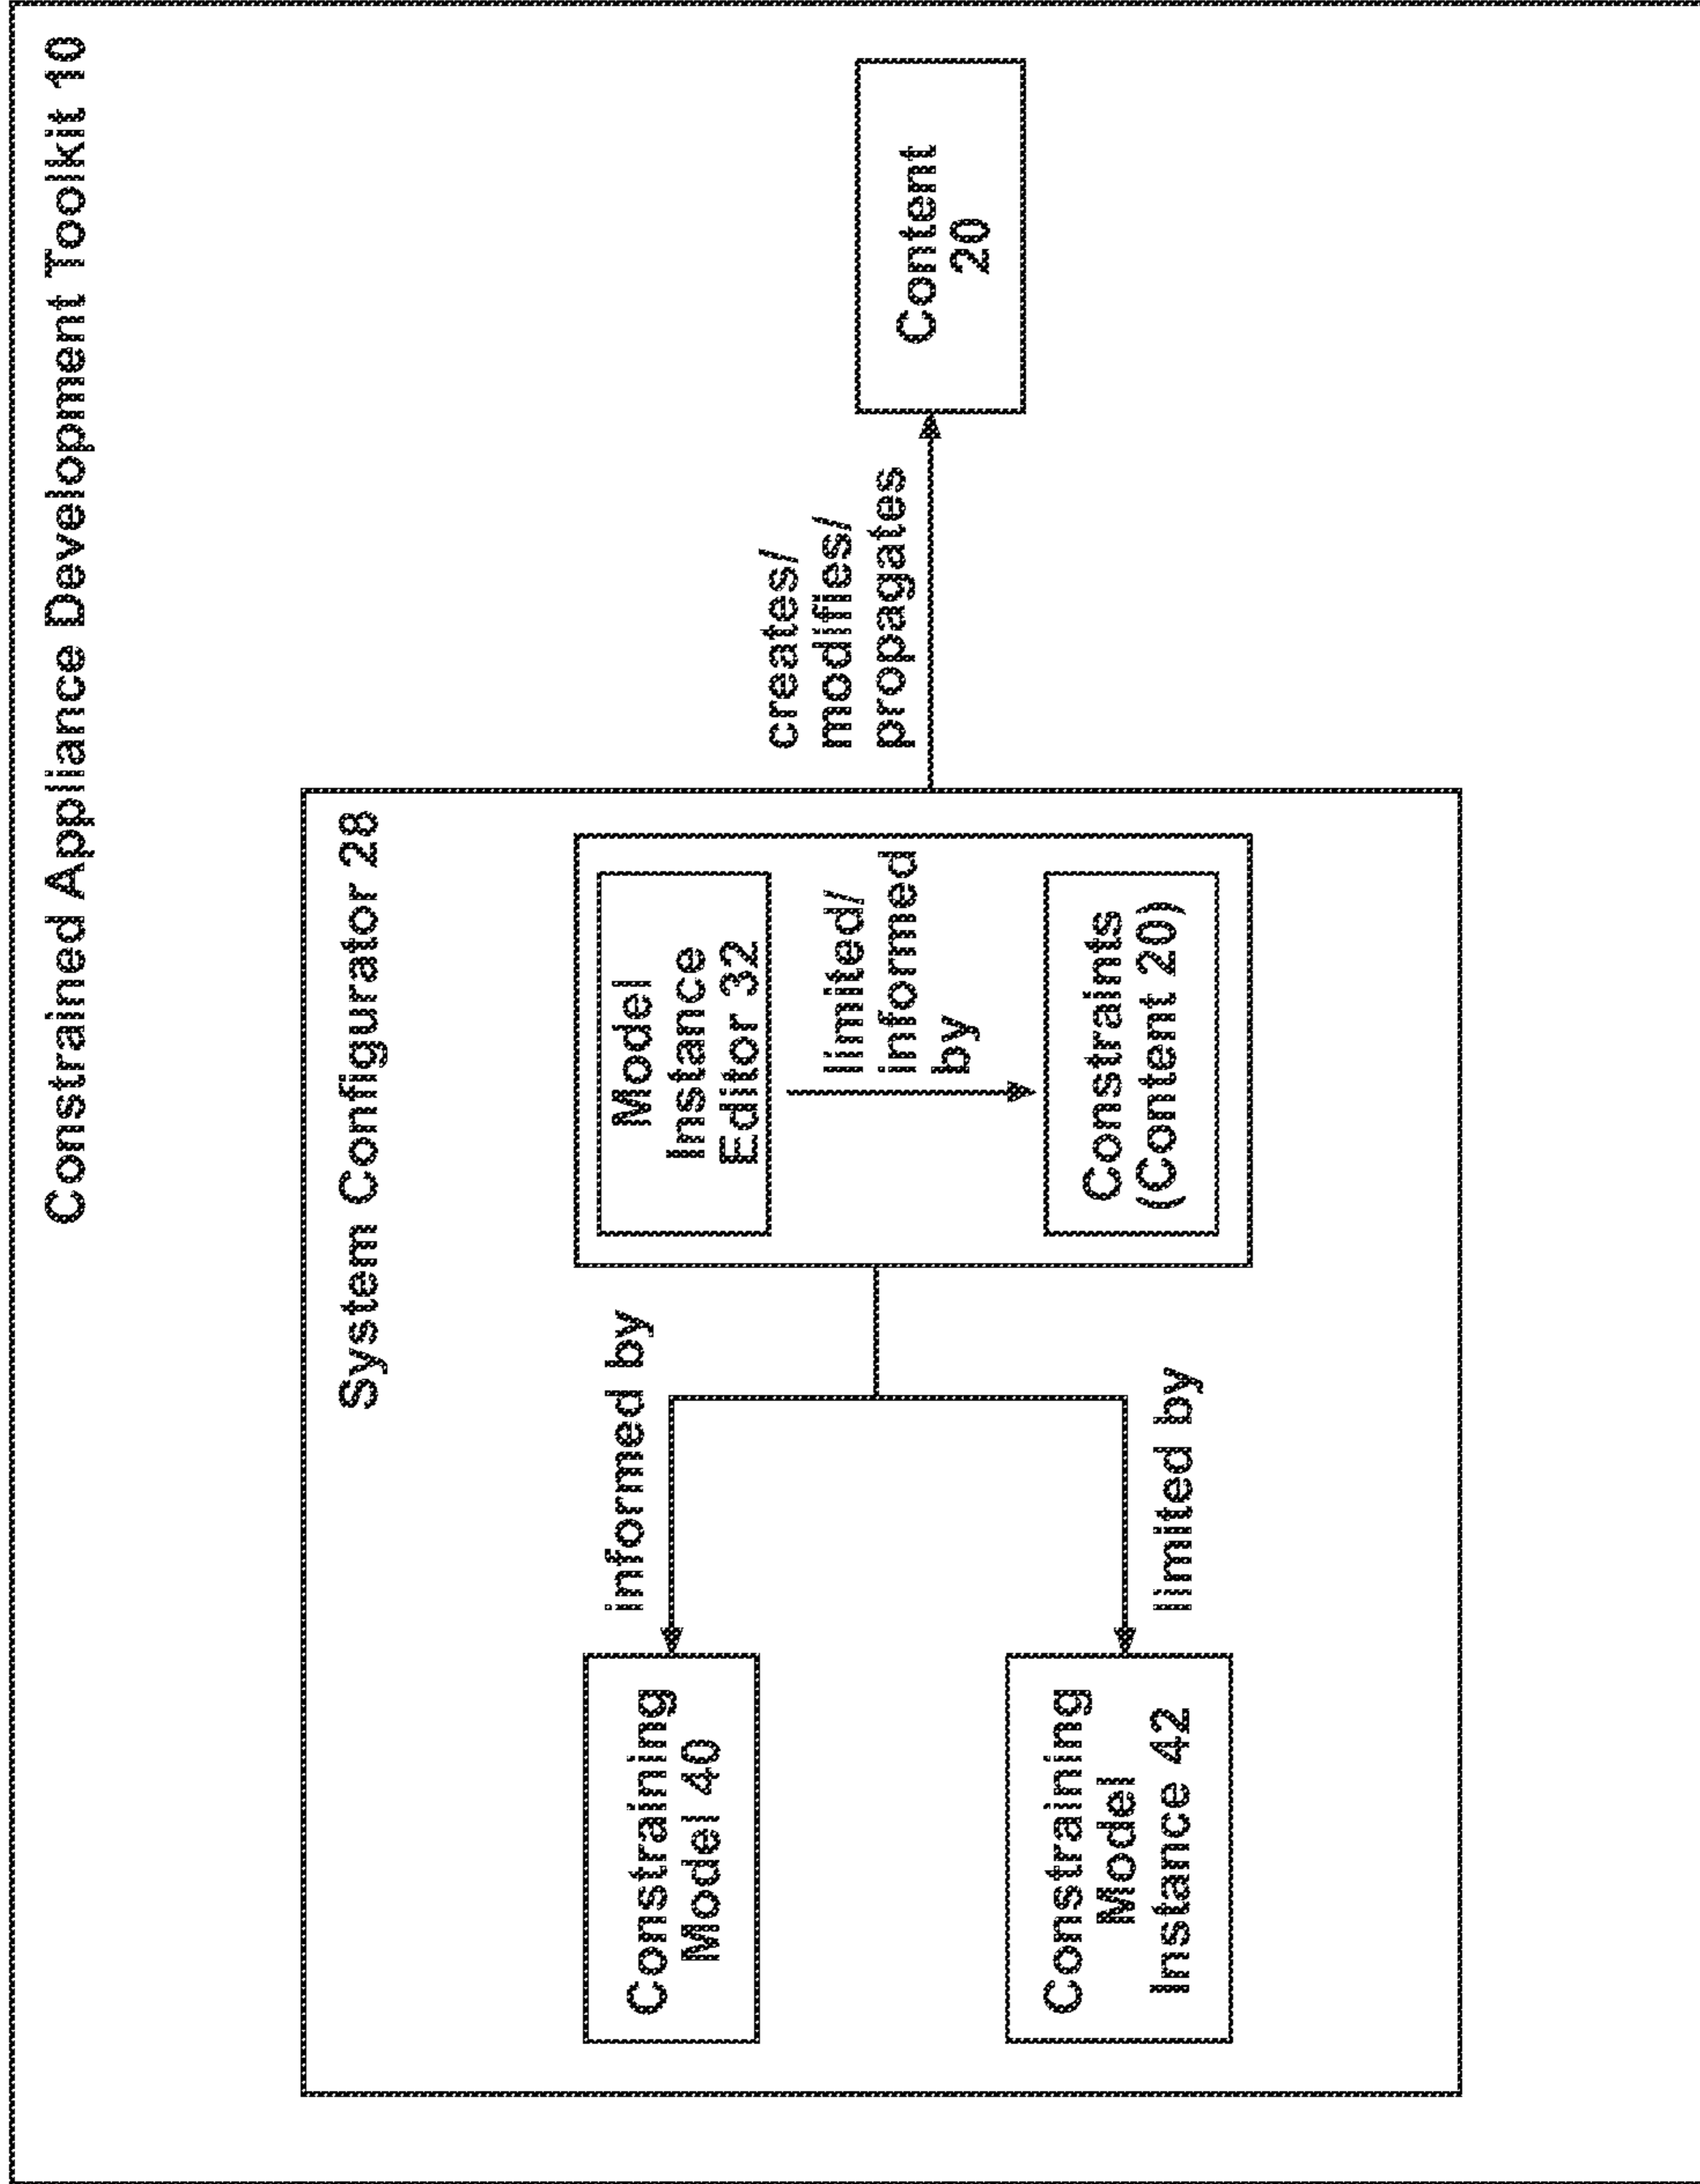 Constrained Appliance Development Toolkit 10
System Configurator 28
Constraining
Model 40
informed by
Model
Instance
Editor 32
limited/
informed
by
Constraints
(Content 20)
Constraining
Model
Instance 42
limited by
creates/
modifies/
propagates
Content
20